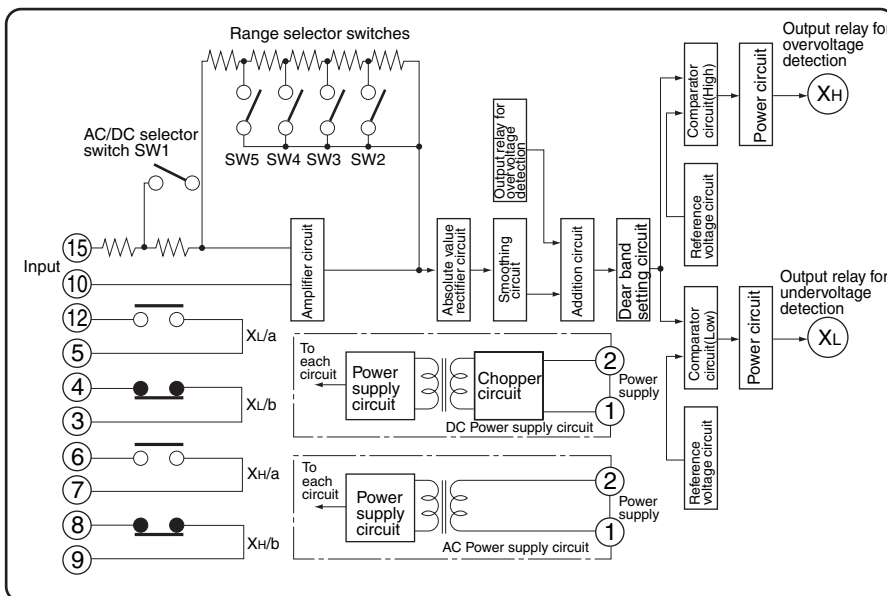 Range selector switches
AC/DC selector
switch SW1
SW5 SW4 SW3 SW2
Output relay for
overvoltage
detection
Output relay for
overvoltage
detection
XH
Comparator
circuit(High)
Power circuit
Reference
voltage circuit
Input
15
10
Amplifier circuit
Absolute value
rectifier circuit
Smoothing
circuit
Addition circuit
Dear band
setting circuit
Output relay for
undervoltage
detection
XL
Comparator
circuit(Low)
Power circuit
Reference
voltage circuit
12
5
XL/a
4
3
XL/b
6
7
XH/a
8
9
XH/b
To
each
circuit
Power
supply
circuit
Chopper
circuit
2
1
Power
supply
DC Power supply circuit
To
each
circuit
Power
supply
circuit
2
1
Power
supply
AC Power supply circuit